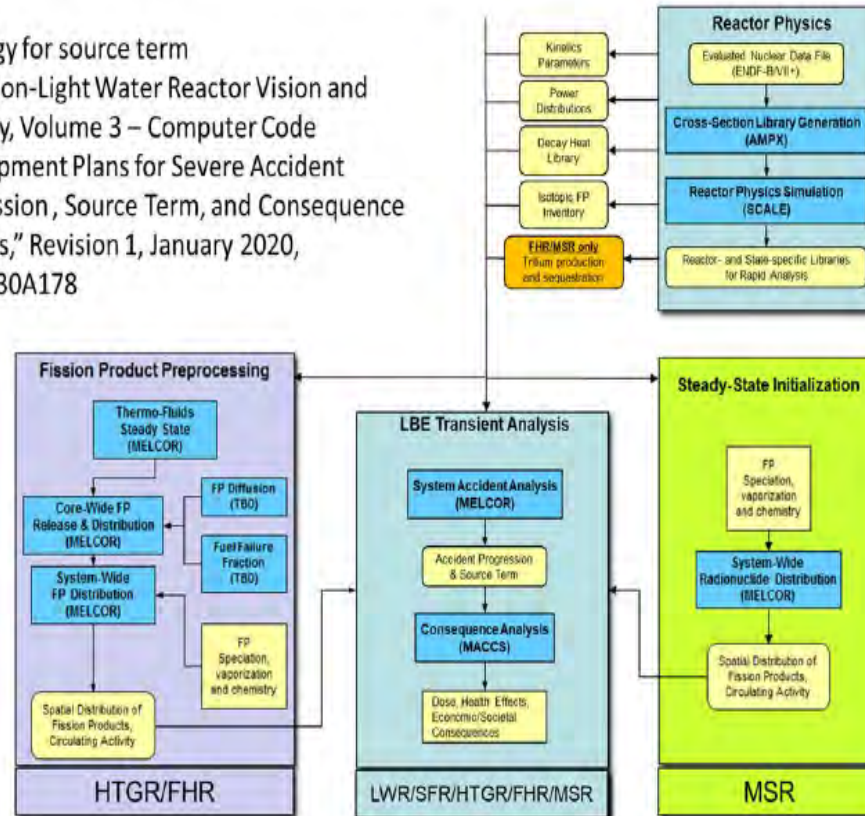 gy for source term
on-Light Water Reactor Vision and
y, Volume 3 – Computer Code
opment Plans for Severe Accident
ssion , Source Term, and Consequence
s,” Revision 1, January 2020,
30A178
Reactor Physics
Evaluated Nuclear Data File
(ENDF-B/VII+)
Cross-Section Library Generation
(AMPX)
Reactor Physics Simulation
(SCALE)
Reactor- and State-specific Libraries
for Rapid Analysis
Kinetics
Parameters
Power
Distributions
Decay Heat
Library
Isotopic FP
Inventory
FHR/MSR only
Tritium production
and sequestration
Fission Product Preprocessing
Thermo-Fluids
Steady State
(MELCOR)
Core-Wide FP
Release & Distribution
(MELCOR)
FP Diffusion
(TBD)
Fuel Failure
Fraction
(TBD)
System-Wide
FP Distribution
(MELCOR)
FP
Speciation,
vaporization
and chemistry
Spatial Distribution of
Fission Products,
Circulating Activity
HTGR/FHR
LBE Transient Analysis
System Accident Analysis
(MELCOR)
Accident Progression
& Source Term
Consequence Analysis
(MACCS)
Dose, Health Effects,
Economic/Societal
Consequences
LWR/SFR/HTGR/FHR/MSR
Steady-State Initialization
FP
Speciation,
vaporization
and chemistry
System-Wide
Radionuclide Distribution
(MELCOR)
Spatial Distribution of
Fission Products,
Circulating Activity
MSR